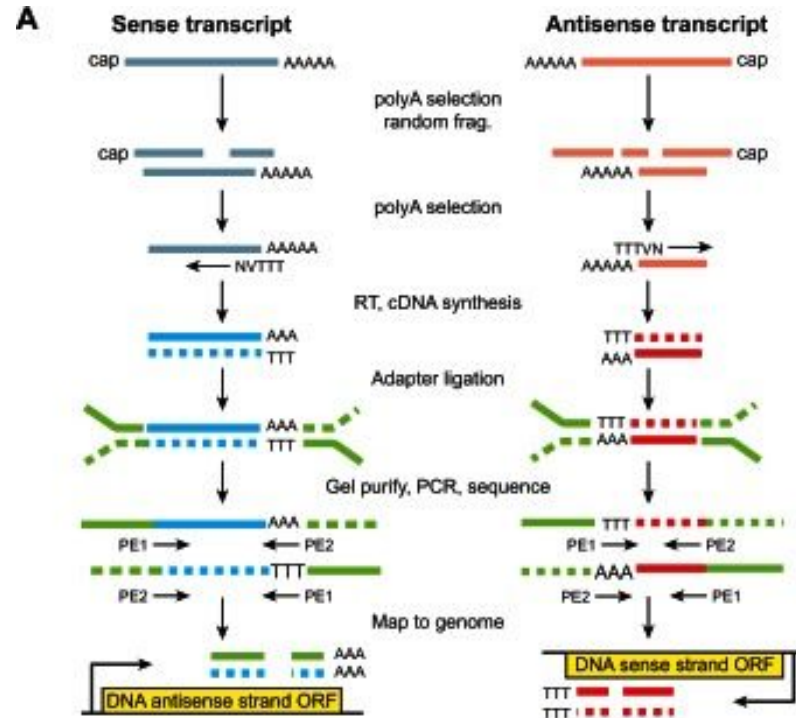 A
Sense transcript
Antisense transcript
cap AAAAA
AAAAA cap
polyA selection
random frag.
cap
AAAAA
cap
AAAAA
polyA selection
AAAAA
NVTTT
TTTVN
AAAAA
RT, cDNA synthesis
AAA
TTT
TTT
AAA
Adapter ligation
AAA
TTT
TTT
AAA
Gel purify, PCR, sequence
AAA
PE1 PE2
TTT
PE2 PE1
TTT
PE1 PE2
AAA
PE2 PE1
Map to genome
AAA
AAA
DNA antisense strand ORF
DNA sense strand ORF
TTT
TTT